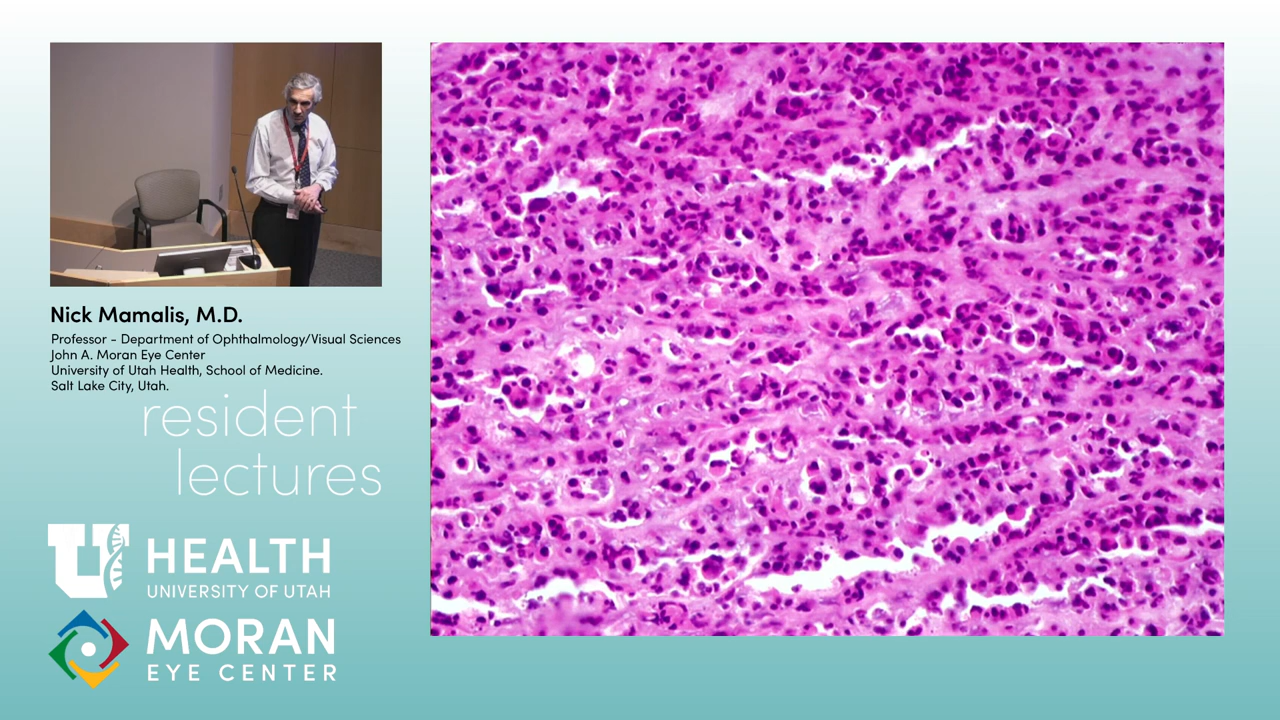 Nick Mamalis, M.D.
Professor - Department of Ophthalmology/Visual Sciences
John A. Moran Eye Center
University of Utah Health, School of Medicine.
Salt Lake City, Utah.
resident
lectures
U HEALTH
UNIVERSITY OF UTAH
MORAN
EYE CENTER